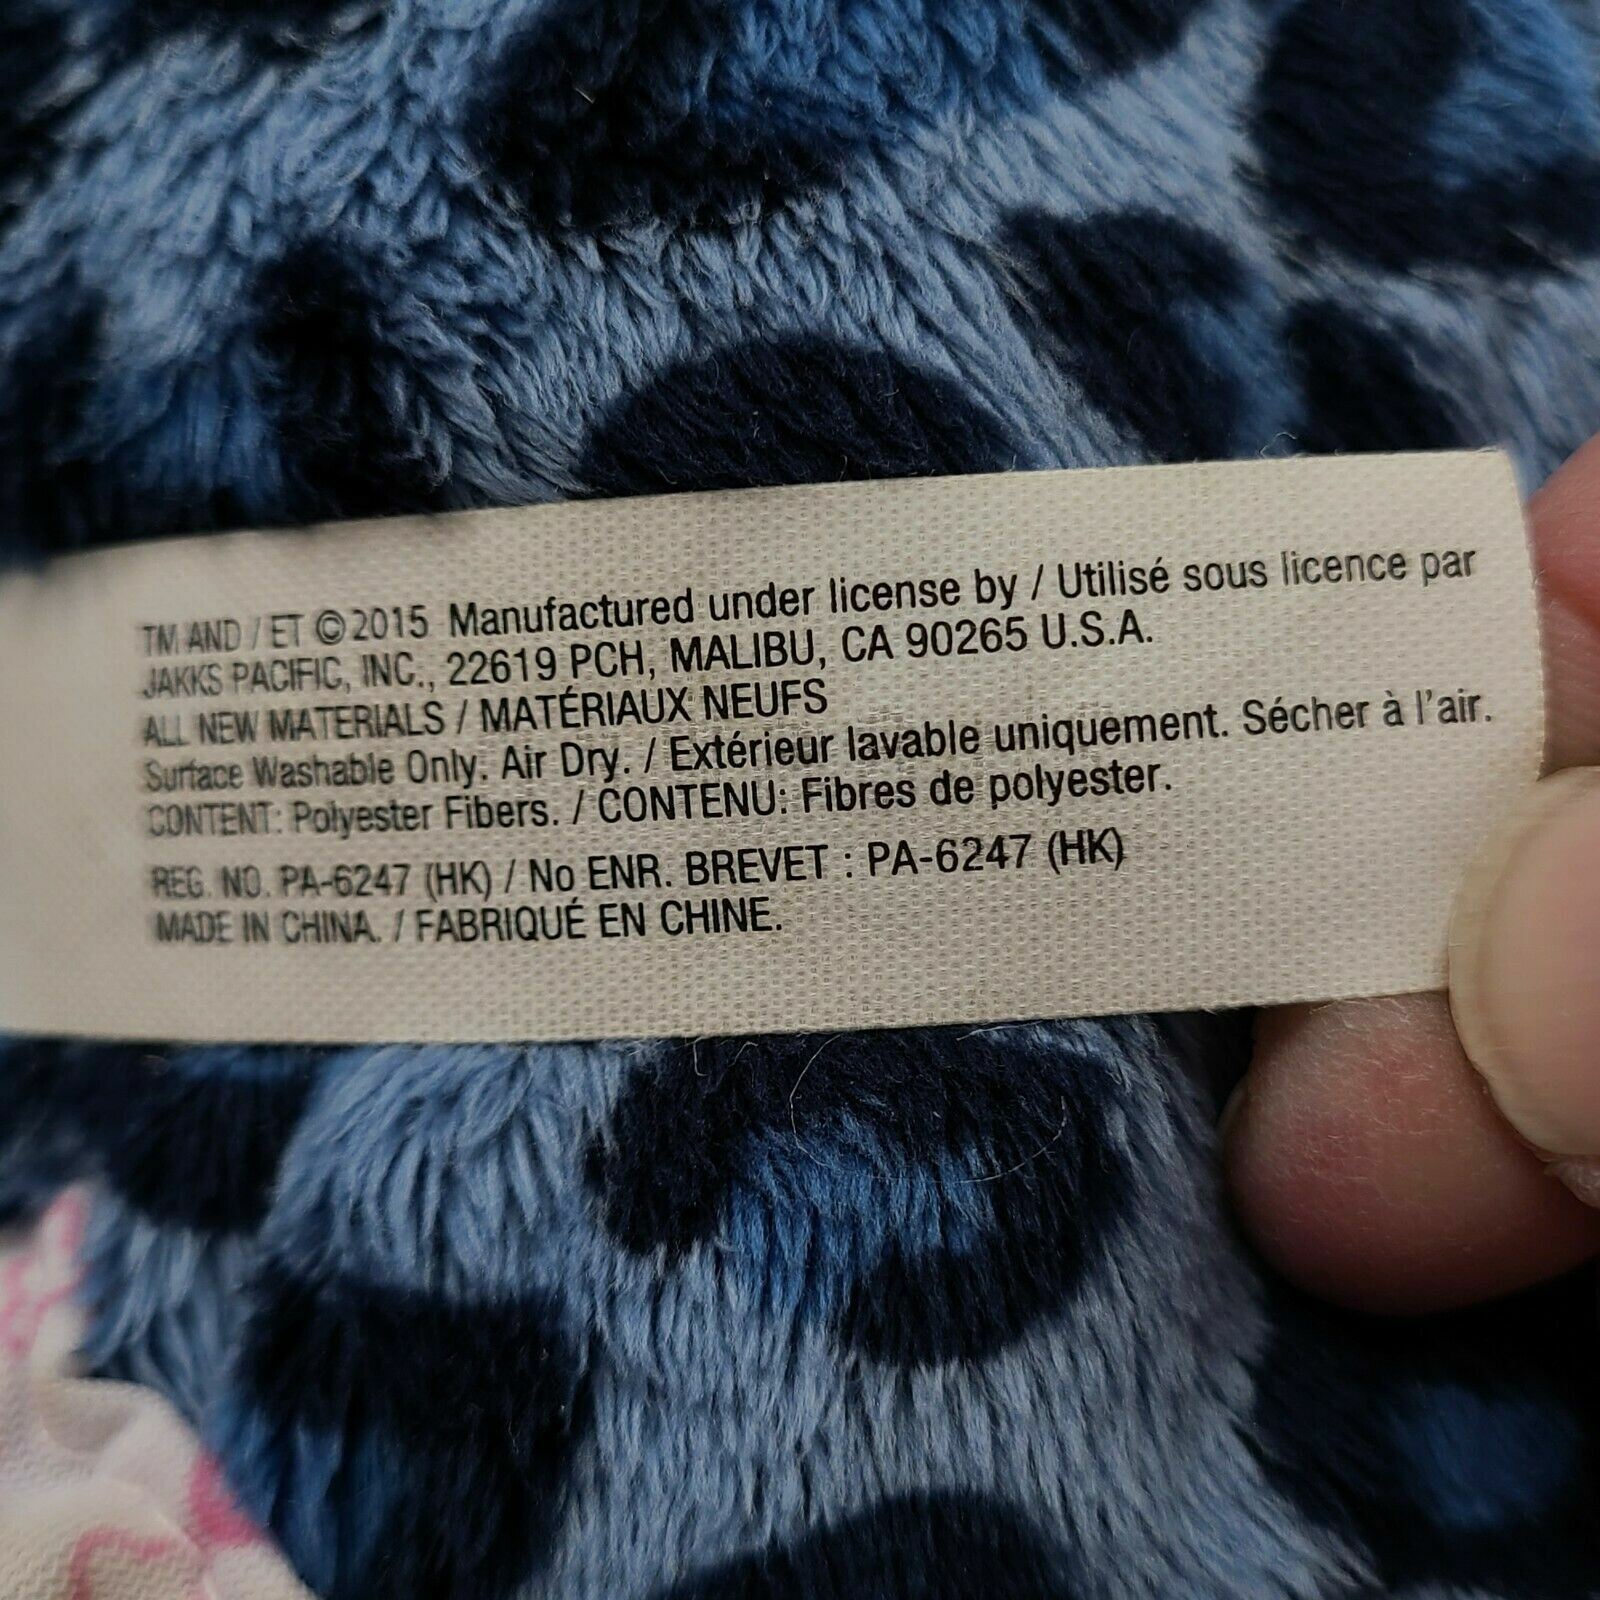 TM AND / ET ©2015 Manufactured under license by / Utilisé sous licence par
JAKKS PACIFIC, INC., 22619 PCH, MALIBU, CA 90265 U.S.A.
ALL NEW MATERIALS / MATÉRIAUX NEUFS
Surface Washable Only. Air Dry. / Extérieur lavable uniquement. Sécher à l'air.
CONTENT: Polyester Fibers. / CONTENU: Fibres de polyester.
REG. NO. PA-6247 (HK) / No ENR. BREVET : PA-6247 (HK)
MADE IN CHINA. / FABRIQUÉ EN CHINE.